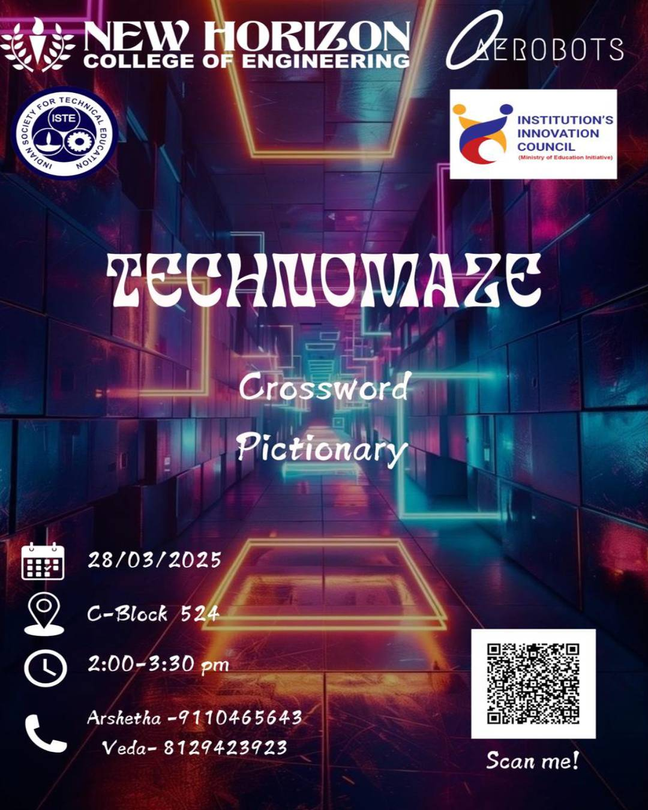 NEW HORIZON
COLLEGE OF ENGINEERING
AEROBOTS
INDIAN SOCIETY FOR TECHNICAL EDUCATION
ISTE
INSTITUTION'S
INNOVATION
COUNCIL
(Ministry of Education Initiative)
TECHNOMAZE
Crossword
Pictionary
28/03/2025
C-Block 524
2:00-3:30 pm
Arshetha -9110465643
Veda- 8129423923
Scan me!